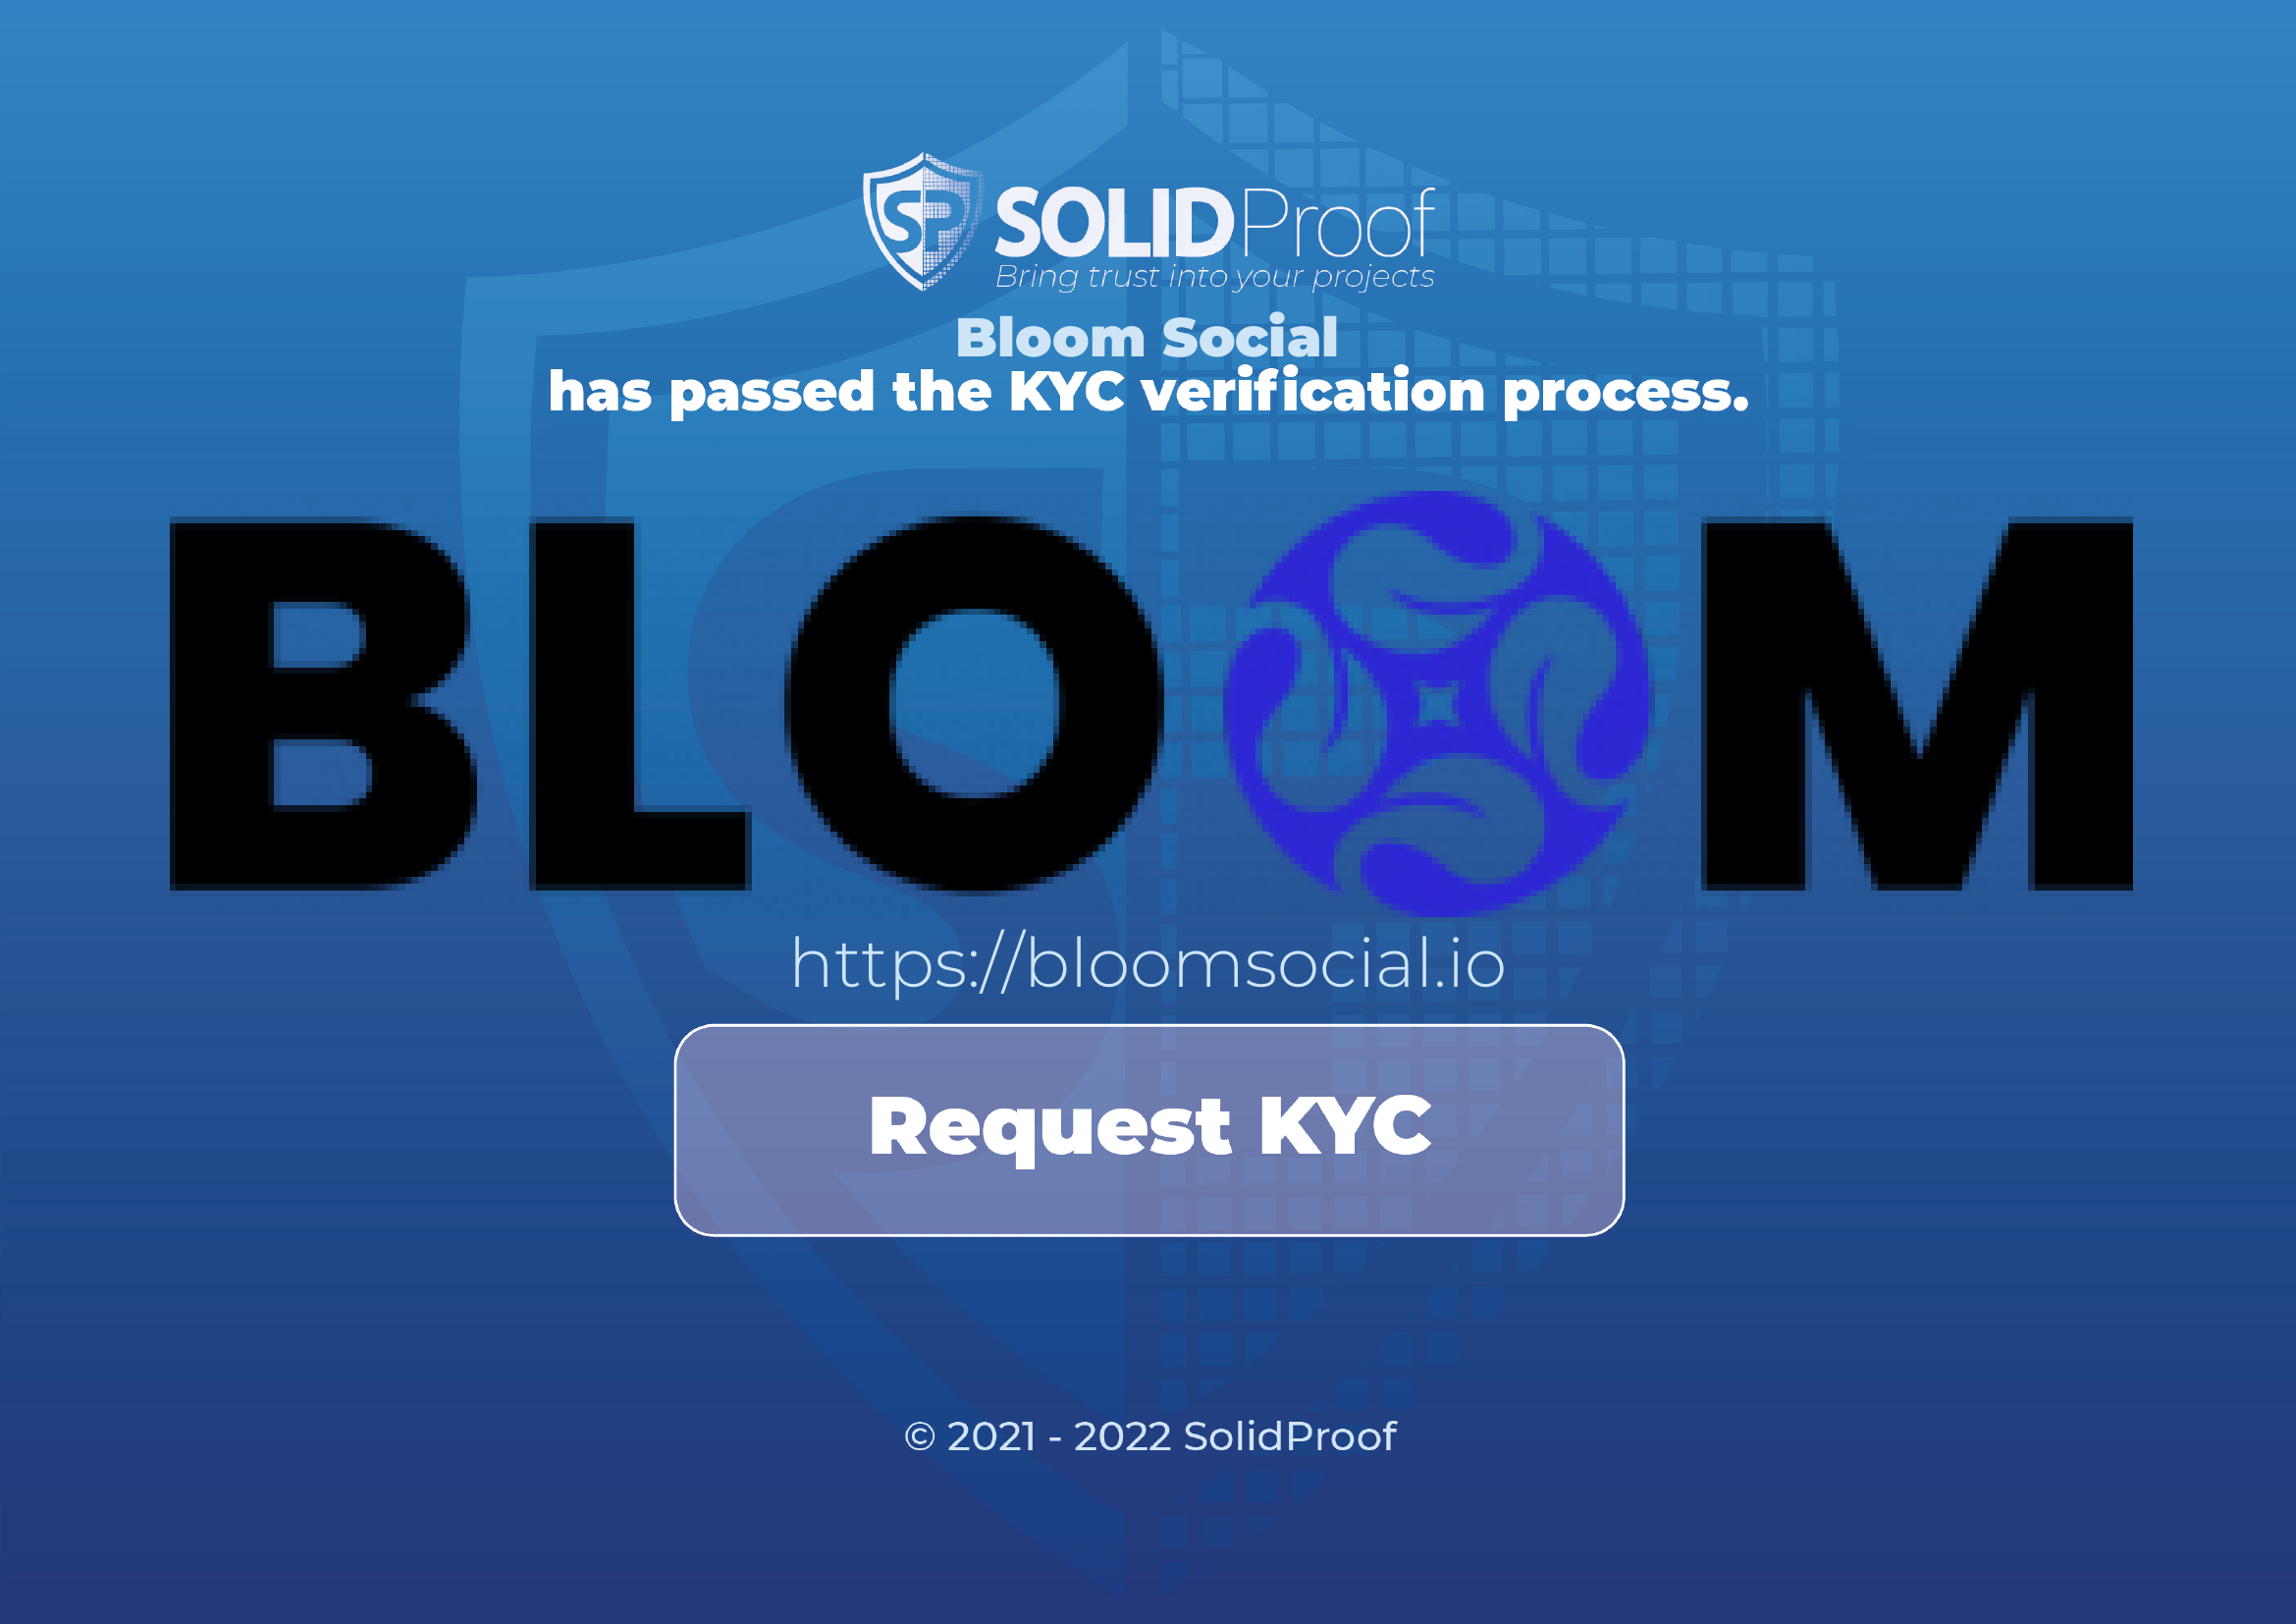 SP SOLIDProof
Bring trust into your projects
Bloom Social
has passed the KYC verification process.
BLOOM
https://bloomsocial.io
Request KYC
© 2021 - 2022 SolidProof